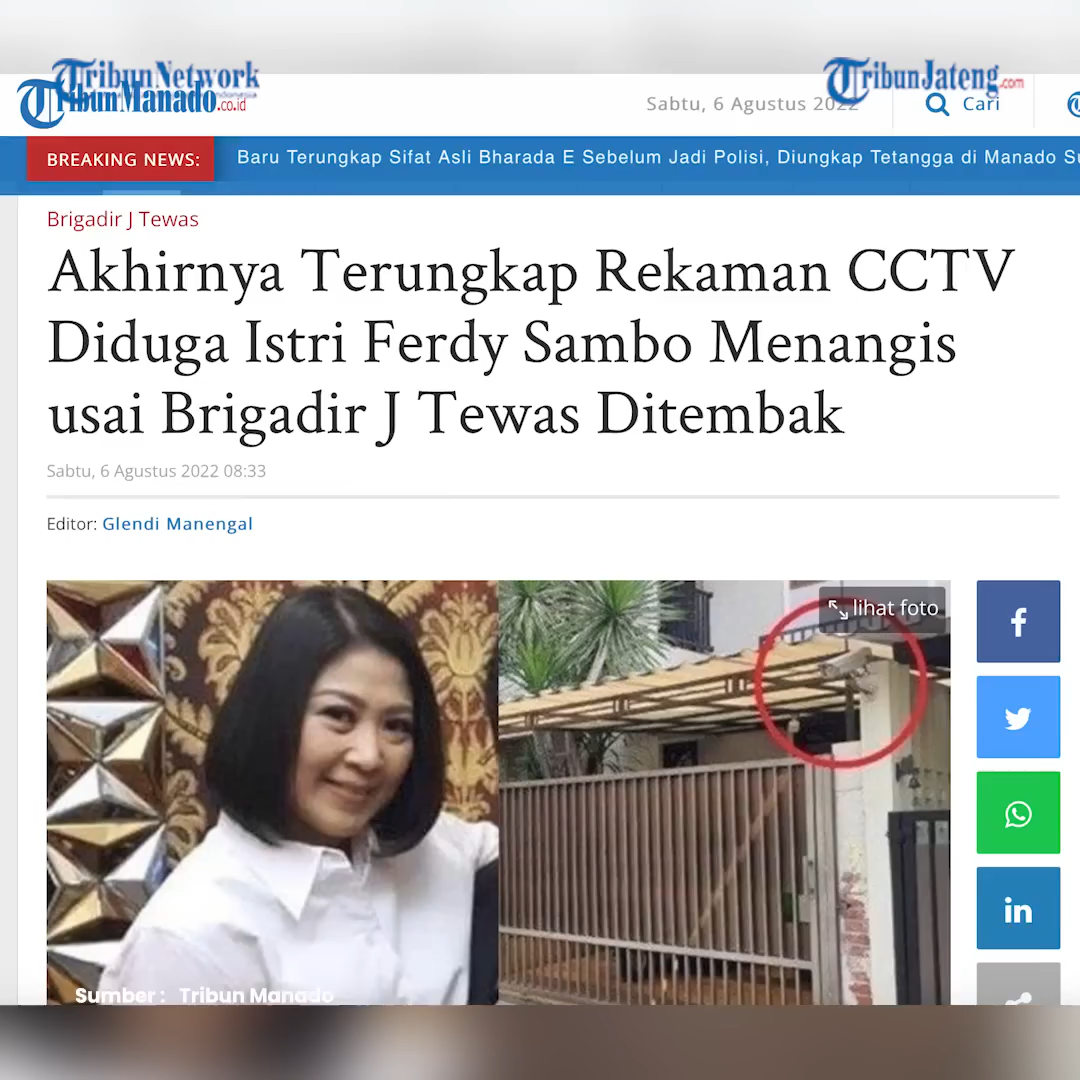 TribunNetwork
TribunJateng.com
TribunManado.co.id
Sabtu, 6 Agustus 2022
Cari
BREAKING NEWS:
Baru Terungkap Sifat Asli Bharada E Sebelum Jadi Polisi, Diungkap Tetangga di Manado
Brigadir J Tewas
Akhirnya Terungkap Rekaman CCTV
Diduga Istri Ferdy Sambo Menangis
usai Brigadir J Tewas Ditembak
Sabtu, 6 Agustus 2022 08:33
Editor: Glendi Manengal
lihat foto
Sumber : Tribun Manado